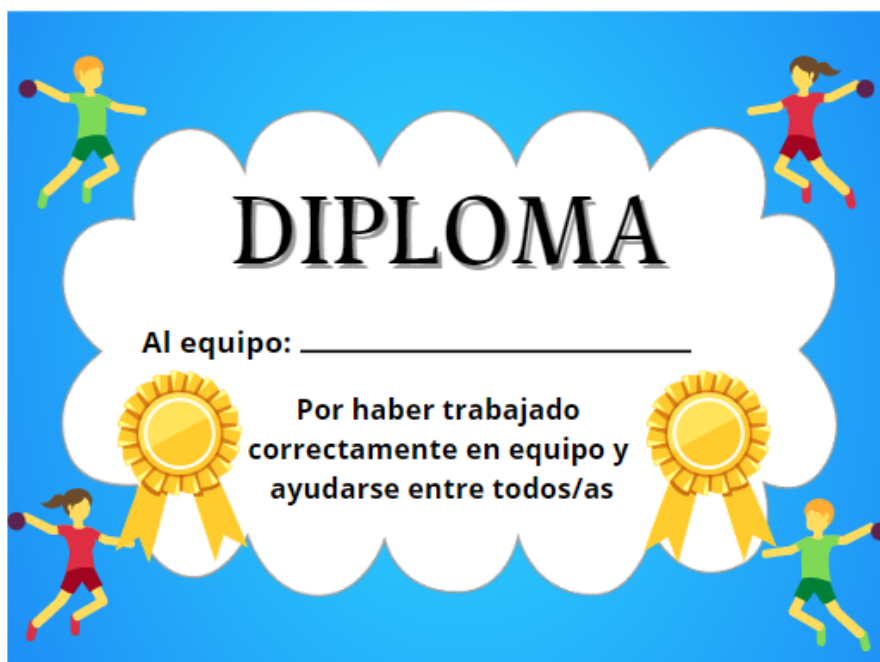 DIPLOMA
Al equipo:
Por haber trabajado
correctamente en equipo y
ayudarse entre todos/as